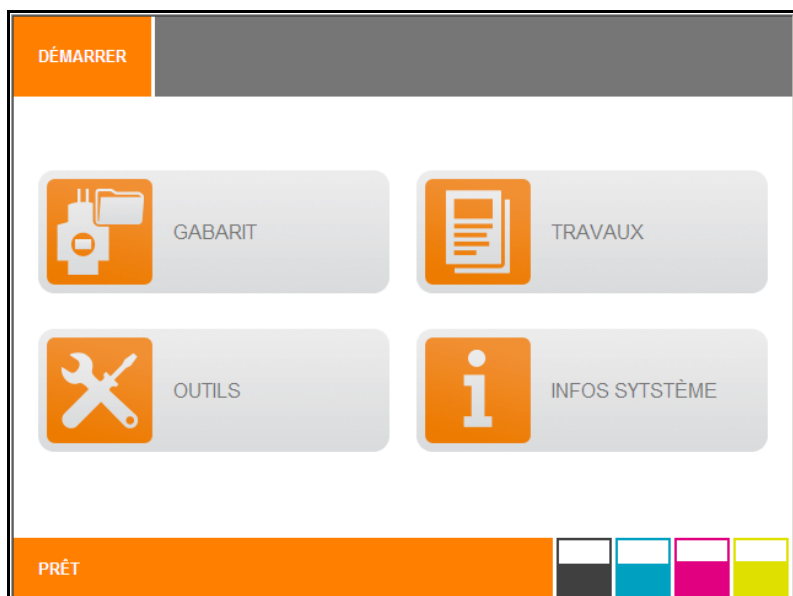 DÉMARRER
GABARIT
TRAVAUX
OUTILS
INFOS SYTSTÈME
PRÊT